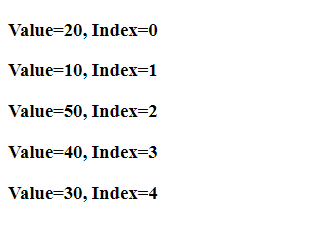 Value=20, Index=0
Value=10, Index=1
Value=50, Index=2
Value=40, Index=3
Value=30, Index=4